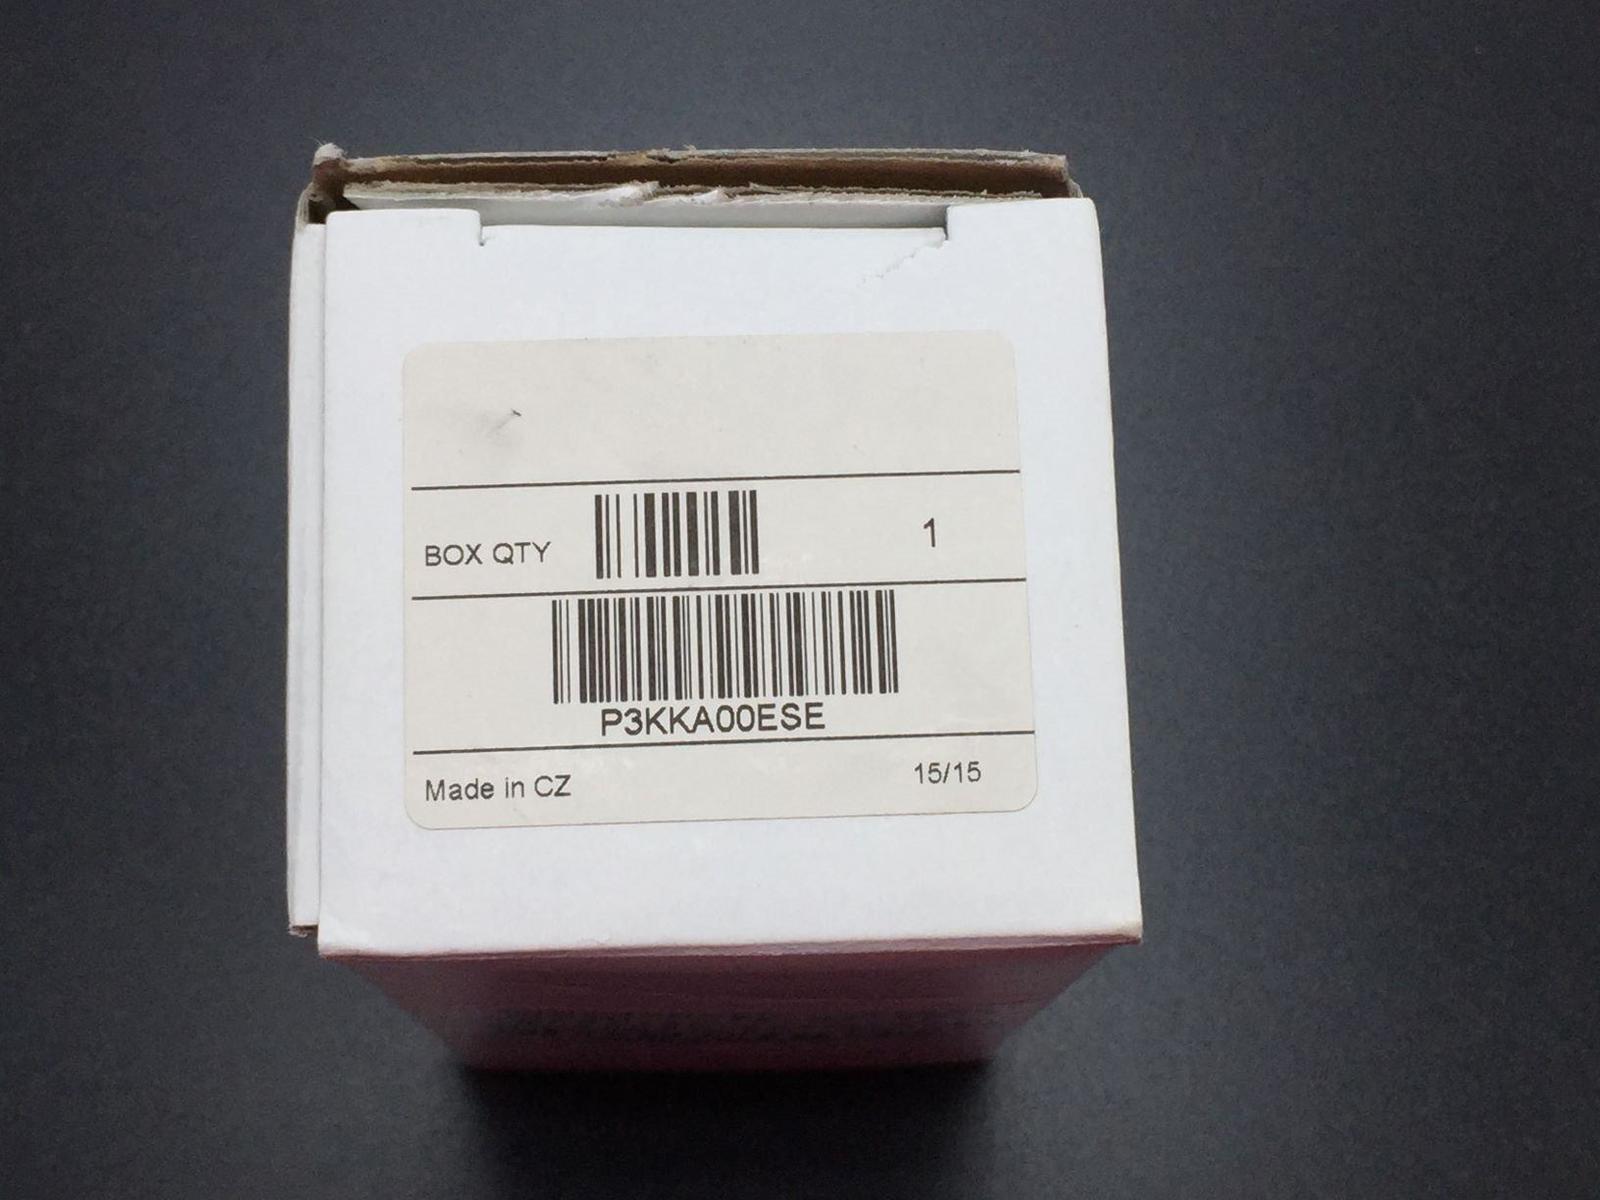 BOX QTY 1
P3KKA00ESE
Made in CZ 15/15